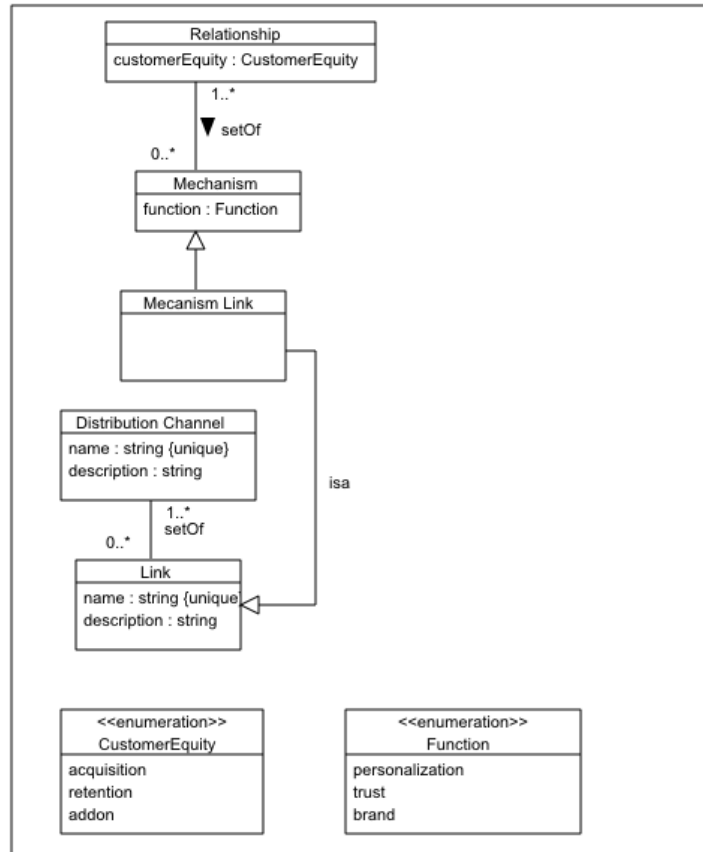 Relationship
customerEquity : CustomerEquity
1..*
setOf
0..*
Mechanism
function : Function
Mecanism Link
Distribution Channel
name : string {unique}
description : string
isa
1..*
setOf
0..*
Link
name : string {unique
description : string
<<enumeration>>
CustomerEquity
acquisition
retention
addon
<<enumeration>>
Function
personalization
trust
brand